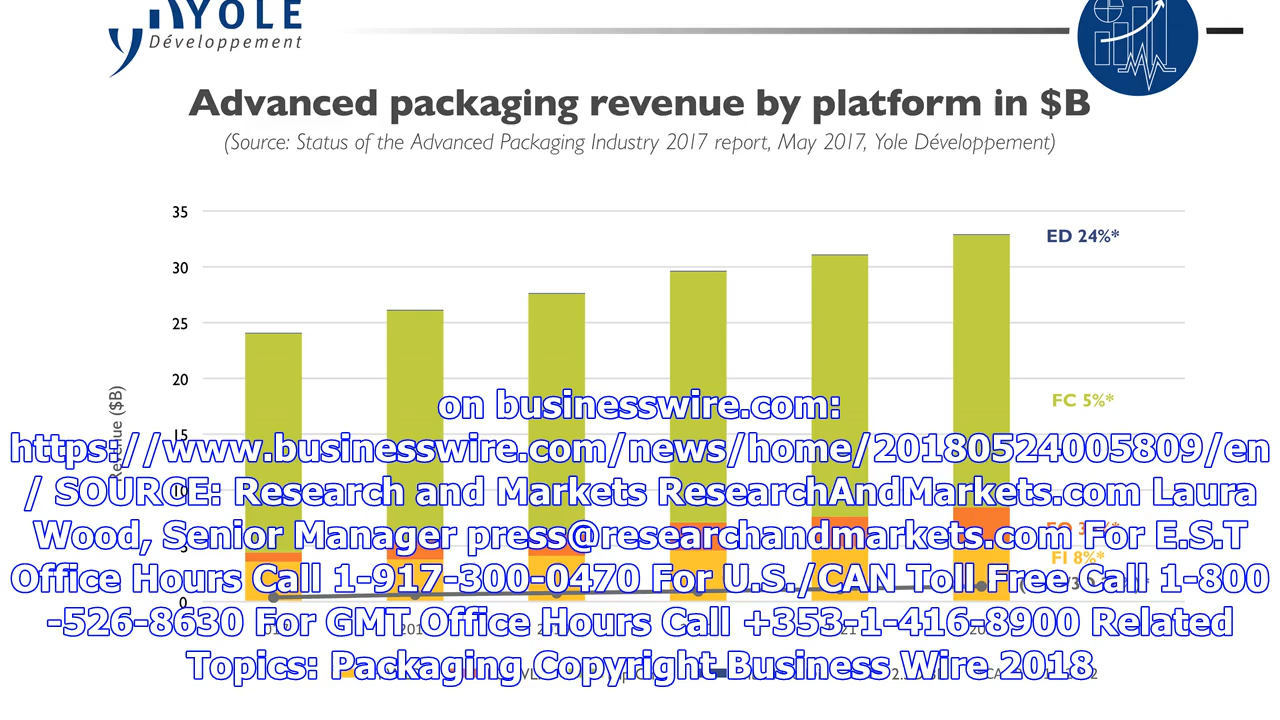 YOLE
Développement
Advanced packaging revenue by platform in $B
(Source: Status of the Advanced Packaging Industry 2017 report, May 2017, Yole Développement)
35
ED 24%*
30
25
20
FC 5%*
15
Revenue ($B)
10
5
FI 8%*
0
on businesswire.com:
https://www.businesswire.com/news/home/20180524005809/en
/ SOURCE: Research and Markets ResearchAndMarkets.com Laura
Wood, Senior Manager press@researchandmarkets.com For E.S.T
Office Hours Call 1-917-300-0470 For U.S./CAN Toll Free Call 1-800
-526-8630 For GMT Office Hours Call +353-1-416-8900 Related
Topics: Packaging Copyright Business Wire 2018